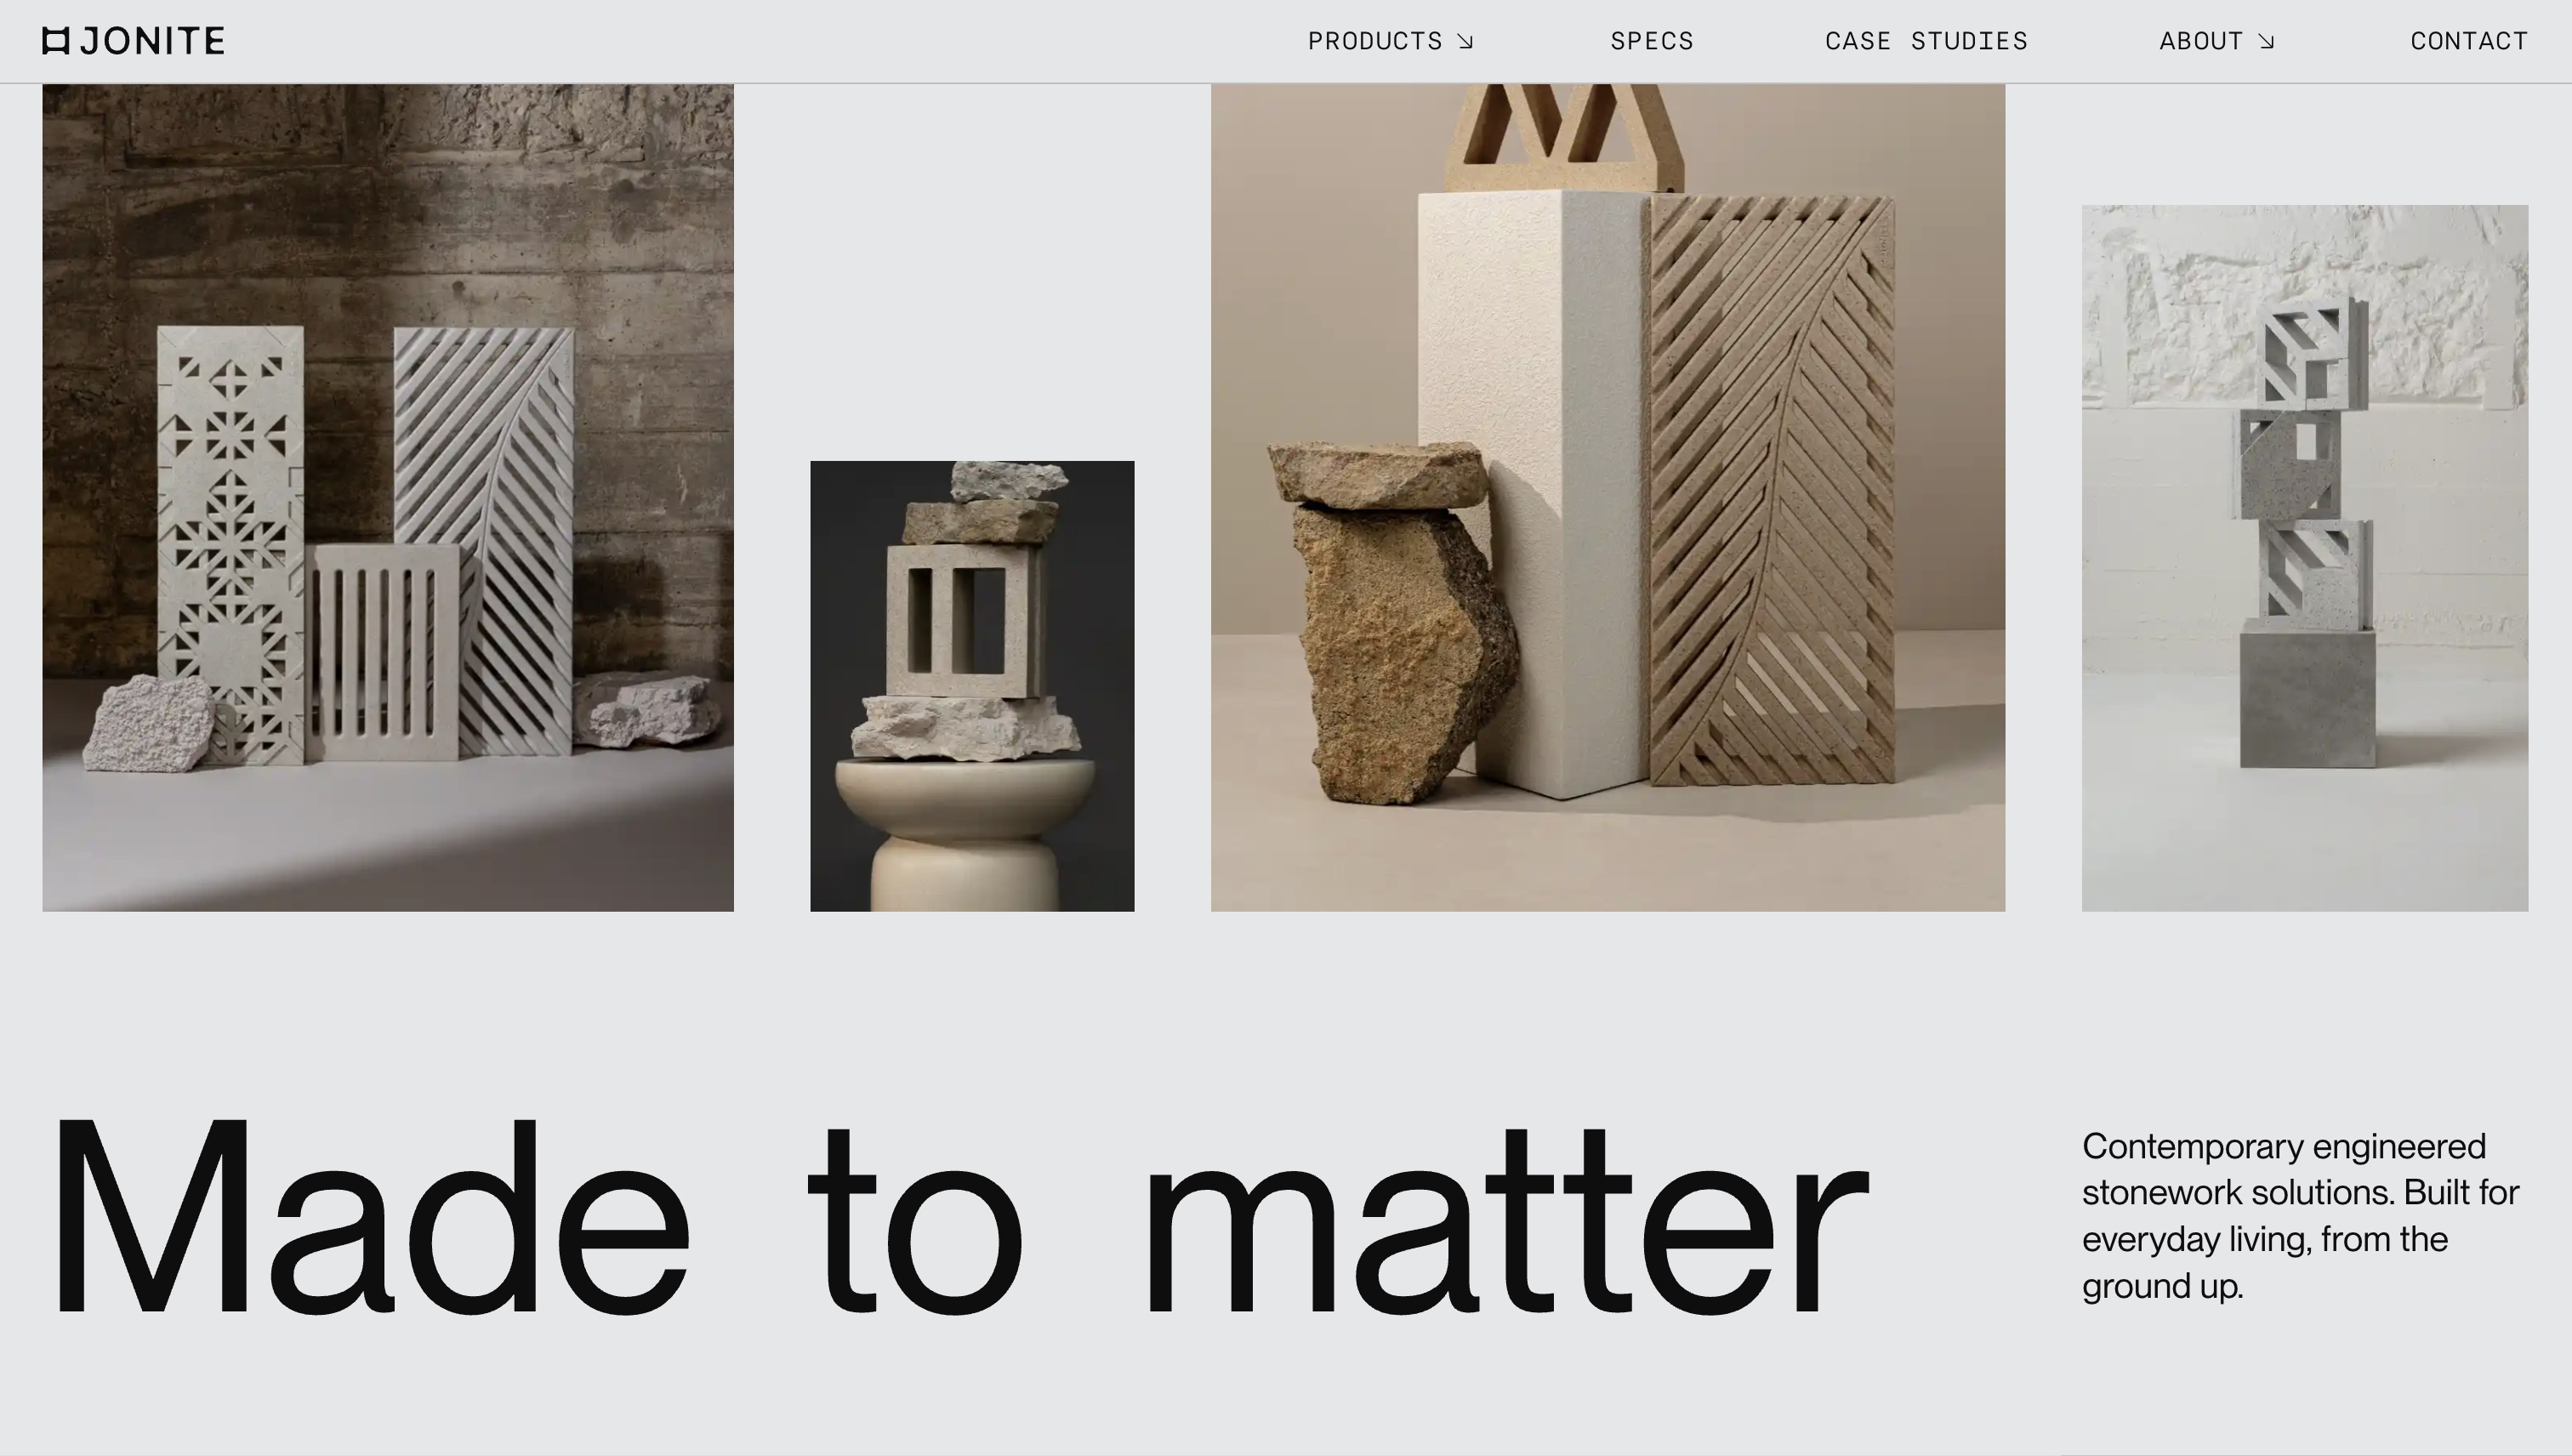 JONITE
PRODUCTS ↘
SPECS
CASE STUDIES
ABOUT ↘
CONTACT
Made to matter
Contemporary engineered
stonework solutions. Built for
everyday living, from the
ground up.